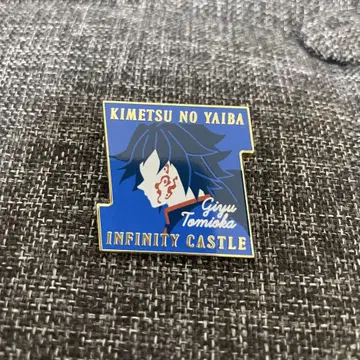 KIMETSU NO YAIBA
Giyu
Tomioka
INFINITY CASTLE